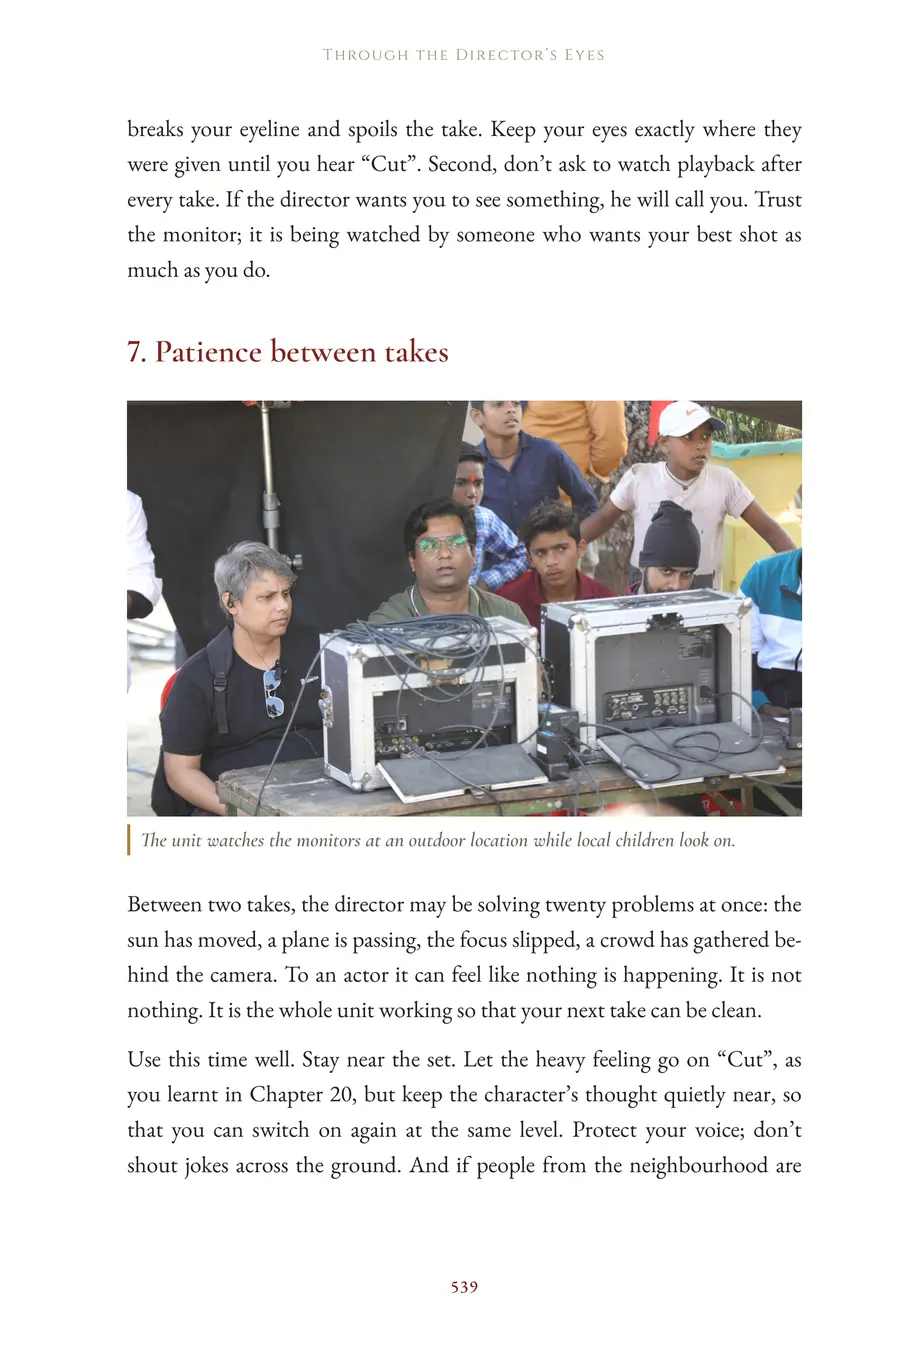 THROUGH THE DIRECTOR’S EYES
breaks your eyeline and spoils the take. Keep your eyes exactly where they
were given until you hear “Cut”. Second, don’t ask to watch playback after
every take. If the director wants you to see something, he will call you. Trust
the monitor; it is being watched by someone who wants your best shot as
much as you do.
7. Patience between takes
The unit watches the monitors at an outdoor location while local children look on.
Between two takes, the director may be solving twenty problems at once: the
sun has moved, a plane is passing, the focus slipped, a crowd has gathered be-
hind the camera. To an actor it can feel like nothing is happening. It is not
nothing. It is the whole unit working so that your next take can be clean.
Use this time well. Stay near the set. Let the heavy feeling go on “Cut”, as
you learnt in Chapter 20, but keep the character’s thought quietly near, so
that you can switch on again at the same level. Protect your voice; don’t
shout jokes across the ground. And if people from the neighbourhood are
539